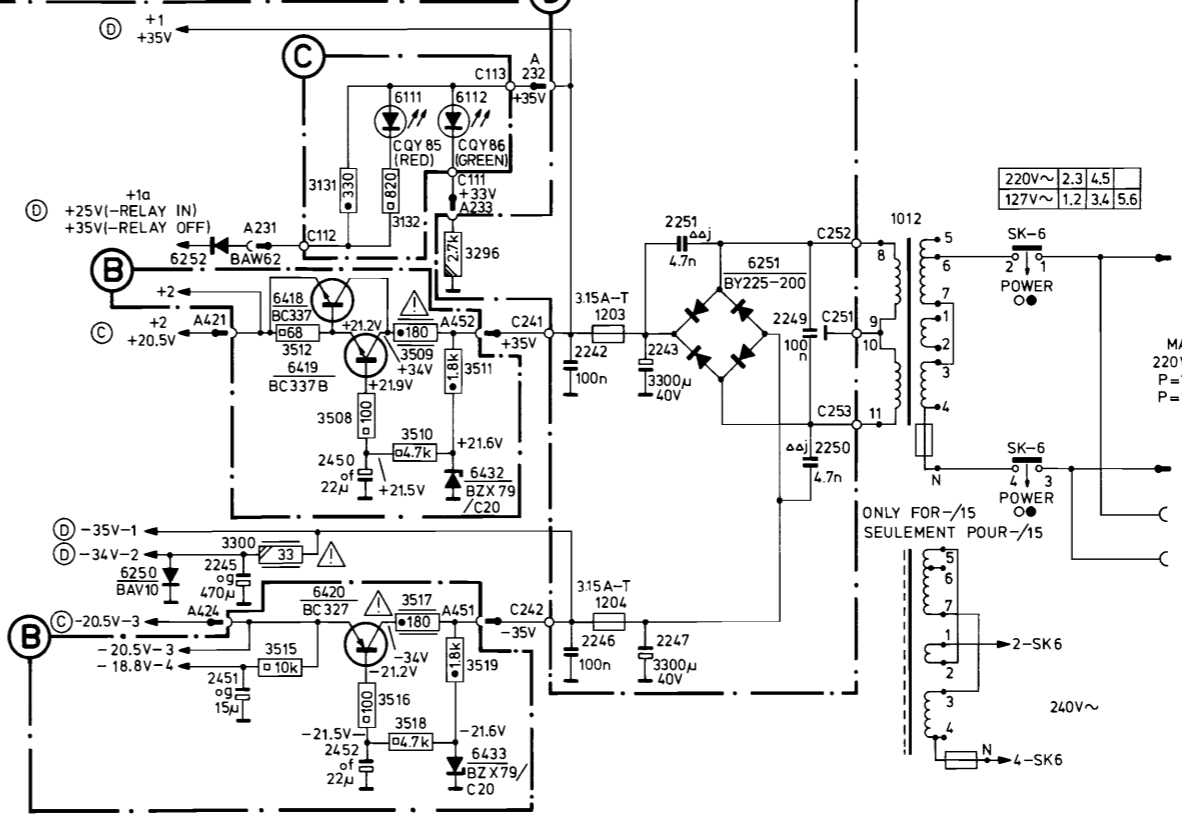 +1
D +35V
C
C113
A
232
+35V
6111
6112
CQY85
(RED)
CQY86
(GREEN)
3131
330
820
3132
C111
+33V
A233
+1a
D +25V(-RELAY IN)
+35V(-RELAY OFF)
A231
C112
6252
BAW62
2.7k
3296
B
+2
+2
C +20.5V
A421
6418
BC337
68
3512
6419
BC337B
+21.2V
+21.9V
180
3509
+34V
A452
C241
+35V
1.8k
3511
3508
100
3510
4.7k
+21.6V
2450
of
22µ
+21.5V
6432
BZX79
/C20
2251
ΔΔj
4.7n
6251
BY225-200
3.15A-T
1203
2242
100n
2243
3300µ
40V
2249
100
n
C252
C251
C253
ΔΔj
2250
4.7n
1012
8
9
10
11
5
6
7
1
2
3
4
N
220V~ 2.3 4.5
127V~ 1.2 3.4 5.6
SK-6
2 1
POWER
MA
220V
P=1
P=
SK-6
4 3
POWER
ONLY FOR-/15
SEULEMENT POUR-/15
5
6
7
1
2
3
4
N
2-SK6
240V~
4-SK6
D -35V-1
D -34V-2
3300
33
6250
BAV10
2245
og
470µ
B
C -20.5V-3
A424
-20.5V-3
-18.8V-4
3515
10k
2451
og
15µ
6420
BC327
3517
180
A451
C242
-35V
-34V
-21.2V
1.8k
3519
100
3516
3518
4.7k
-21.5V
-21.6V
2452
of
22µ
6433
BZX79/
C20
3.15A-T
1204
2246
100n
2247
3300µ
40V